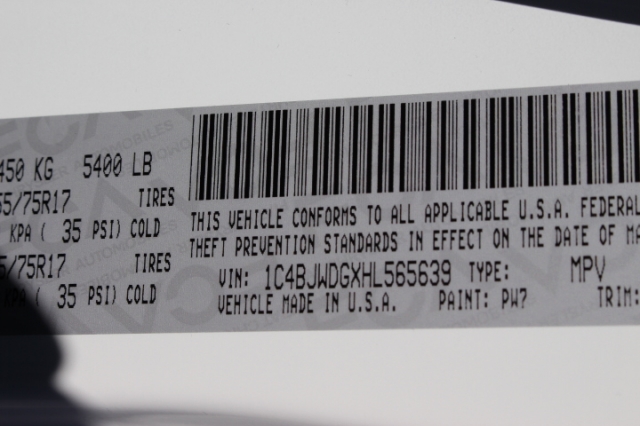 450 KG 5400 LB
55/75R17 TIRES
KPA ( 35 PSI) COLD
5/75R17 TIRES
KPA ( 35 PSI) COLD
THIS VEHICLE CONFORMS TO ALL APPLICABLE U.S.A. FEDERAL
THEFT PREVENTION STANDARDS IN EFFECT ON THE DATE OF MA
VIN: 1C4BJWDGXHL565639 TYPE: MPV
VEHICLE MADE IN U.S.A. PAINT: PW7 TRIM: